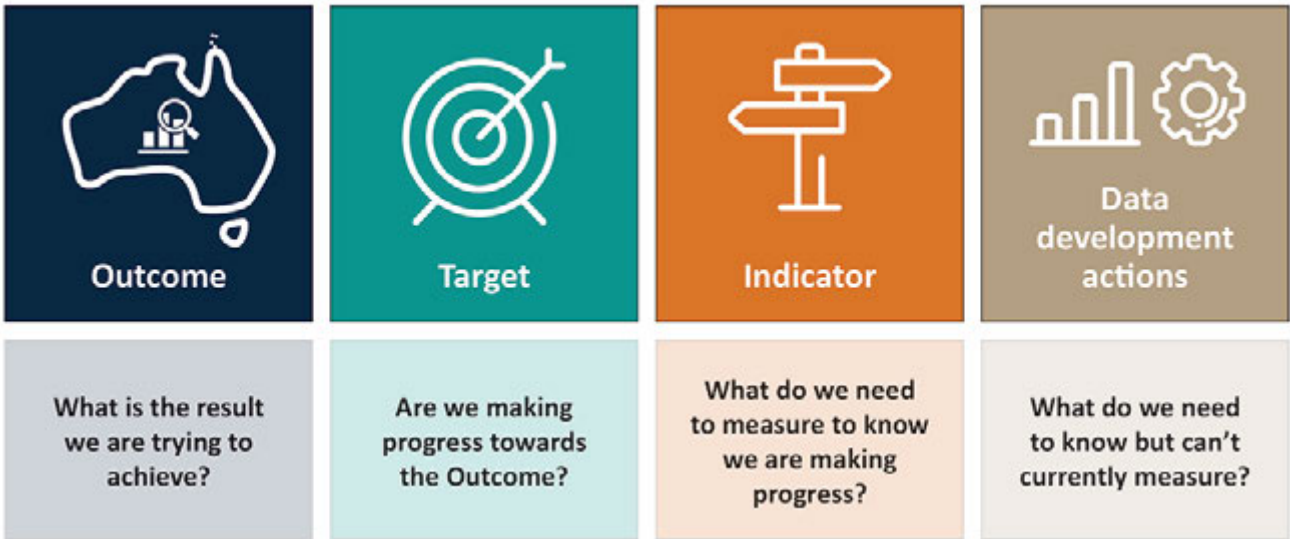 Outcome
Target
Indicator
Data
development
actions
What is the result
we are trying to
achieve?
Are we making
progress towards
the Outcome?
What do we need
to measure to know
we are making
progress?
What do we need
to know but can't
currently measure?